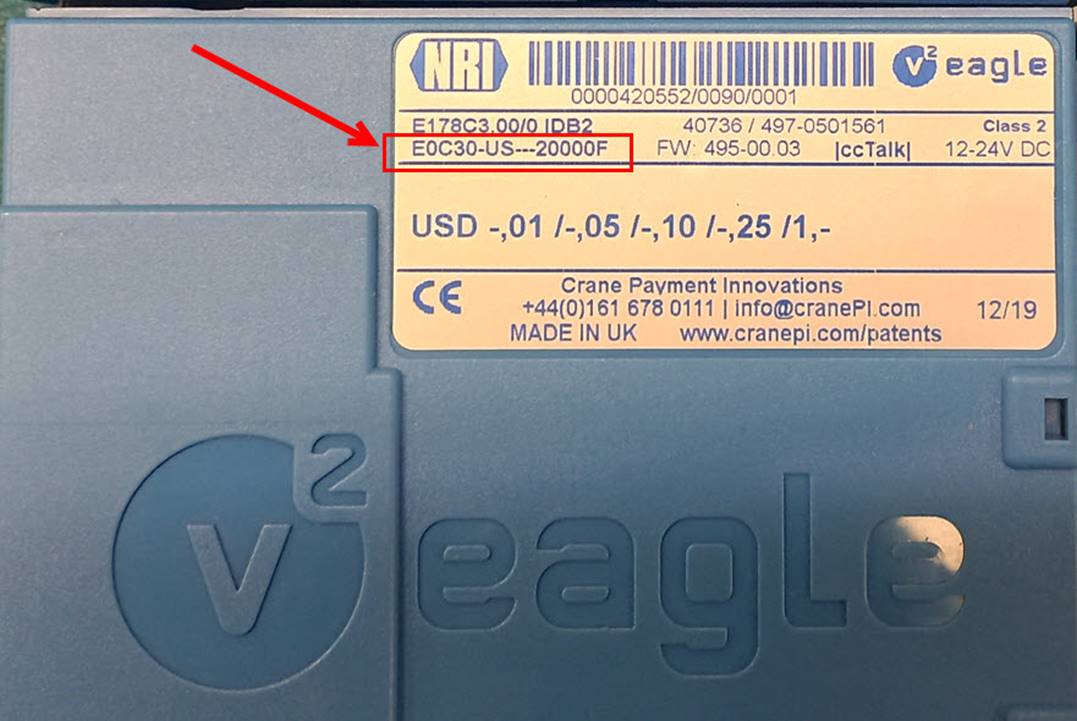 NRI
v2 eagle
0000420552/0090/0001
E178C3.00/0 IDB2 40736 / 497-0501561 Class 2
E0C30-US---20000F FW: 495-00.03 |ccTalk| 12-24V DC
USD -,01 /-,05 /-,10 /-,25 /1,-
CE Crane Payment Innovations
+44(0)161 678 0111 | info@cranePI.com 12/19
MADE IN UK www.cranepi.com/patents
v2 eagle